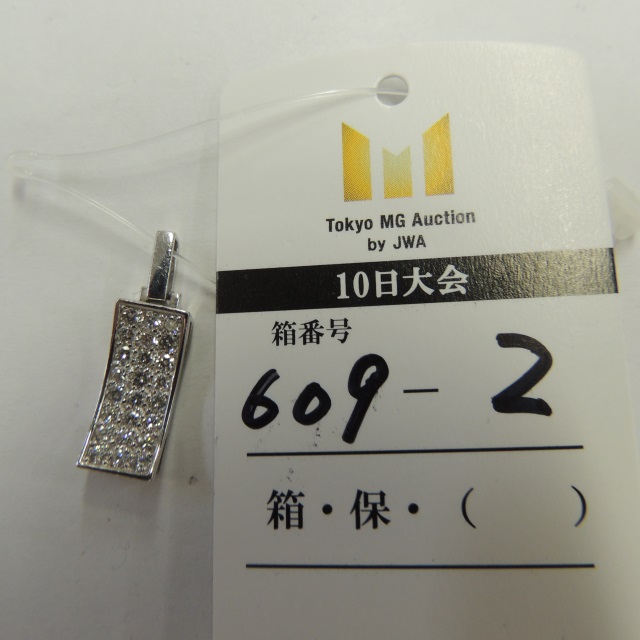 Tokyo MG Auction
by JWA
10日大会
箱番号
609 - 2
箱・保・（　　）